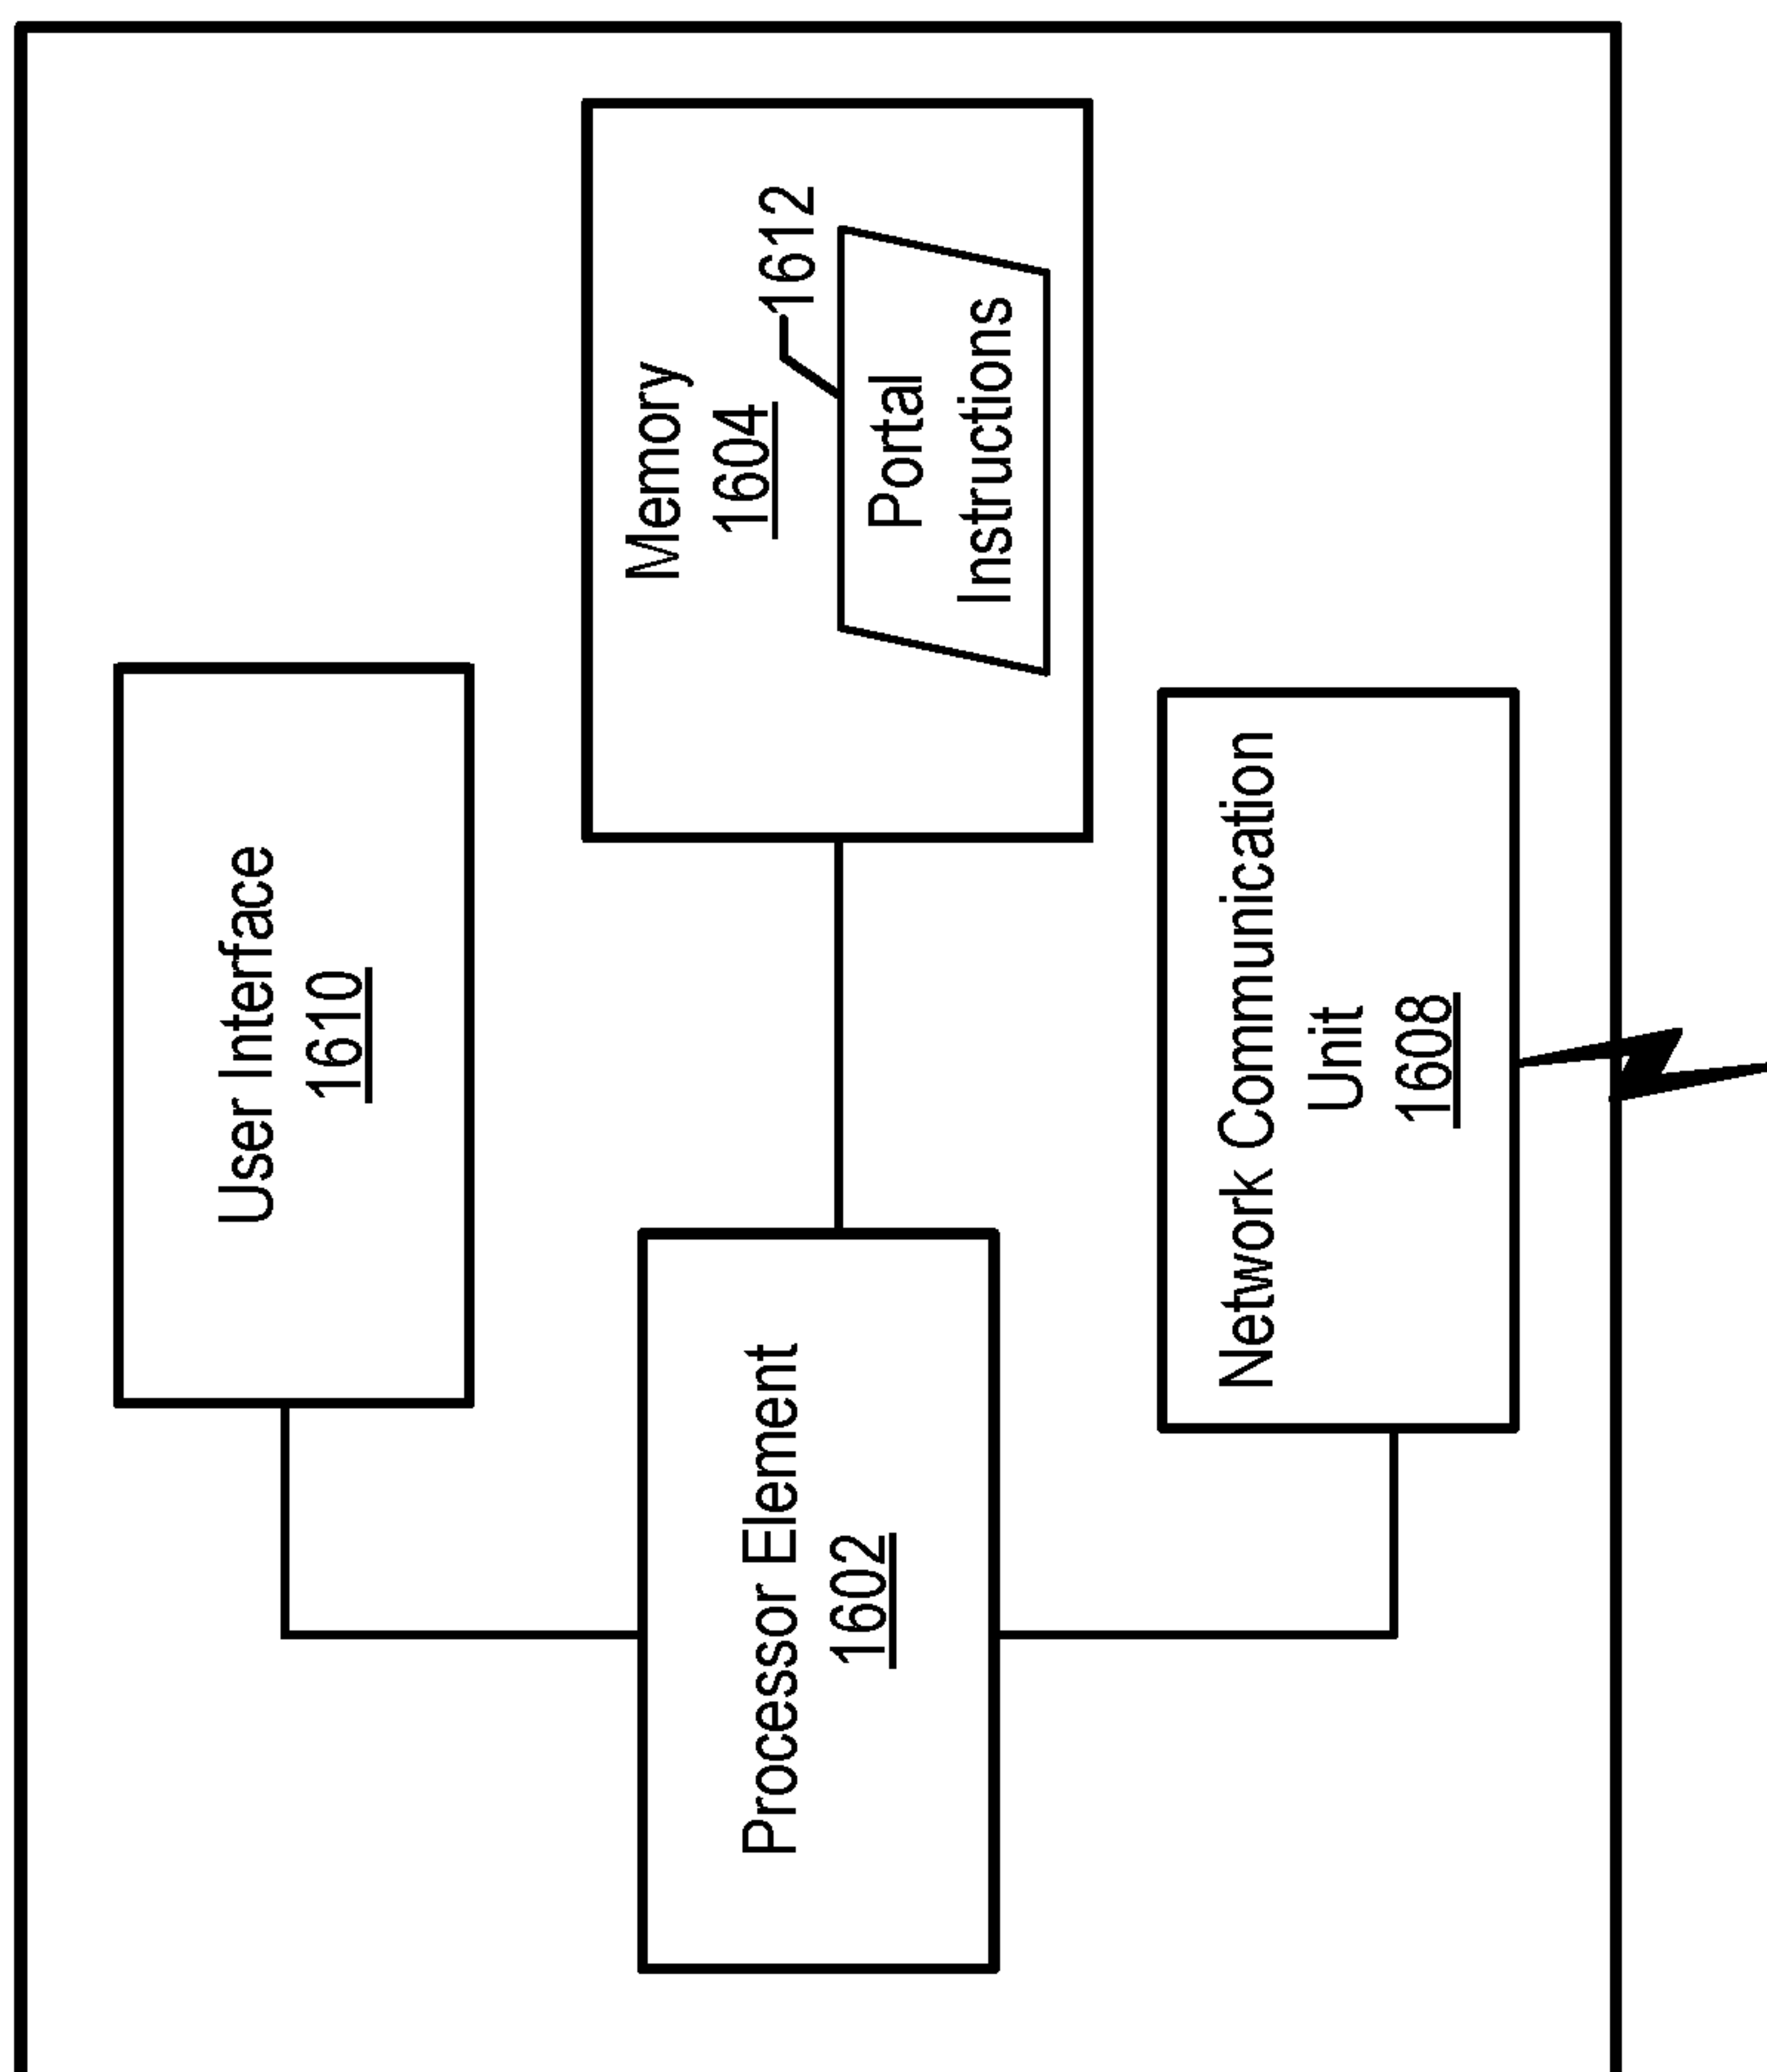 User Interface
1610
Memory
1604
1612
Portal
Instructions
Processor Element
1602
Network Communication
Unit
1608